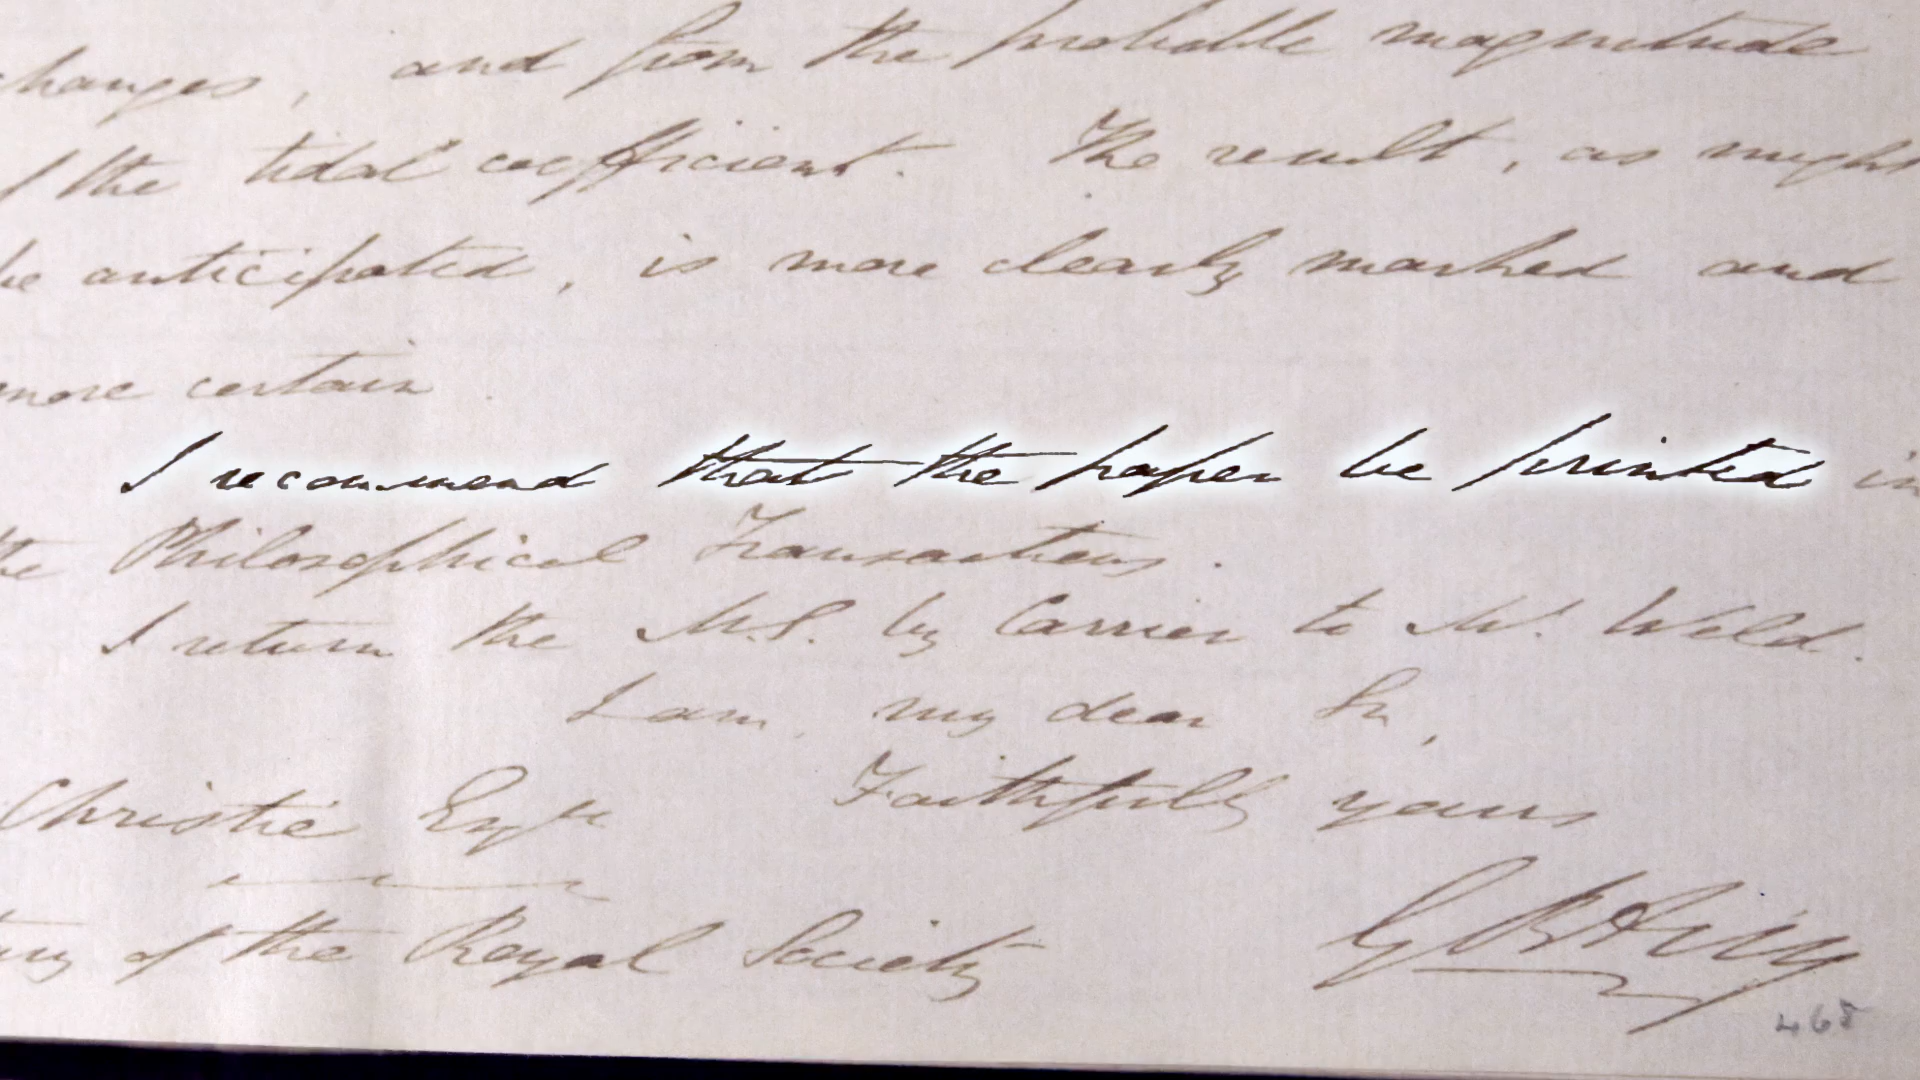 changes, and from the probable magnitude
of the tidal coefficient. The result, as might
be anticipated, is more clearly marked and
more certain
I recommend that the paper be printed in
the Philosophical Transactions.
I return the M.S. by Carrier to Mr. Weld.
I am, my dear Sir,
Faithfully yours
Christie Esqre
G B Airy
of the Royal Society
468